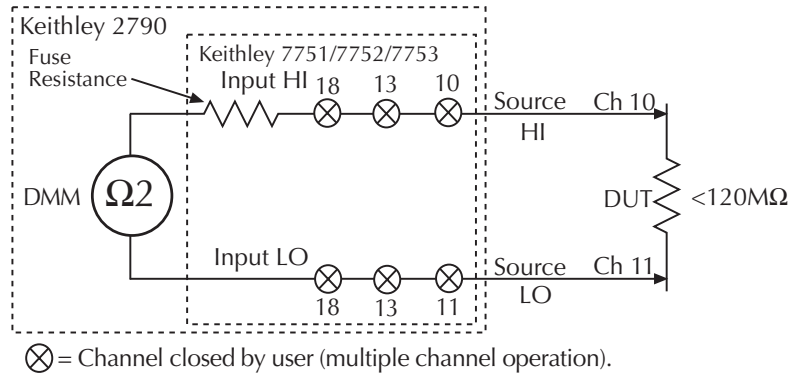 Keithley 2790
Keithley 7751/7752/7753
Fuse
Resistance
Input HI
18 13 10
Source Ch 10
HI
DMM Ω2
DUT <120MΩ
Input LO
Source Ch 11
LO
18 13 11
= Channel closed by user (multiple channel operation).